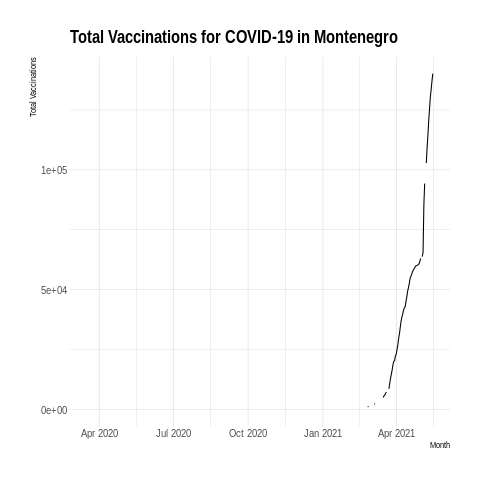 Total Vaccinations for COVID-19 in Montenegro
Total Vaccinations
1e+05
5e+04
0e+00
Apr 2020
Jul 2020
Oct 2020
Jan 2021
Apr 2021
Month